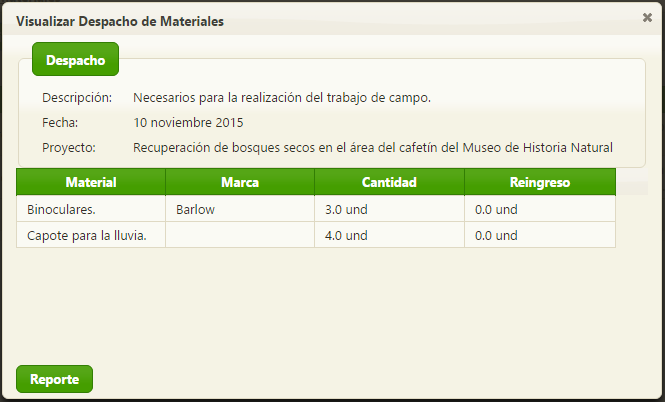 Visualizar Despacho de Materiales
Despacho
Descripción: Necesarios para la realización del trabajo de campo.
Fecha: 10 noviembre 2015
Proyecto: Recuperación de bosques secos en el área del cafetín del Museo de Historia Natural
Material Marca Cantidad Reingreso
Binoculares. Barlow 3.0 und 0.0 und
Capote para la lluvia. 4.0 und 0.0 und
Reporte